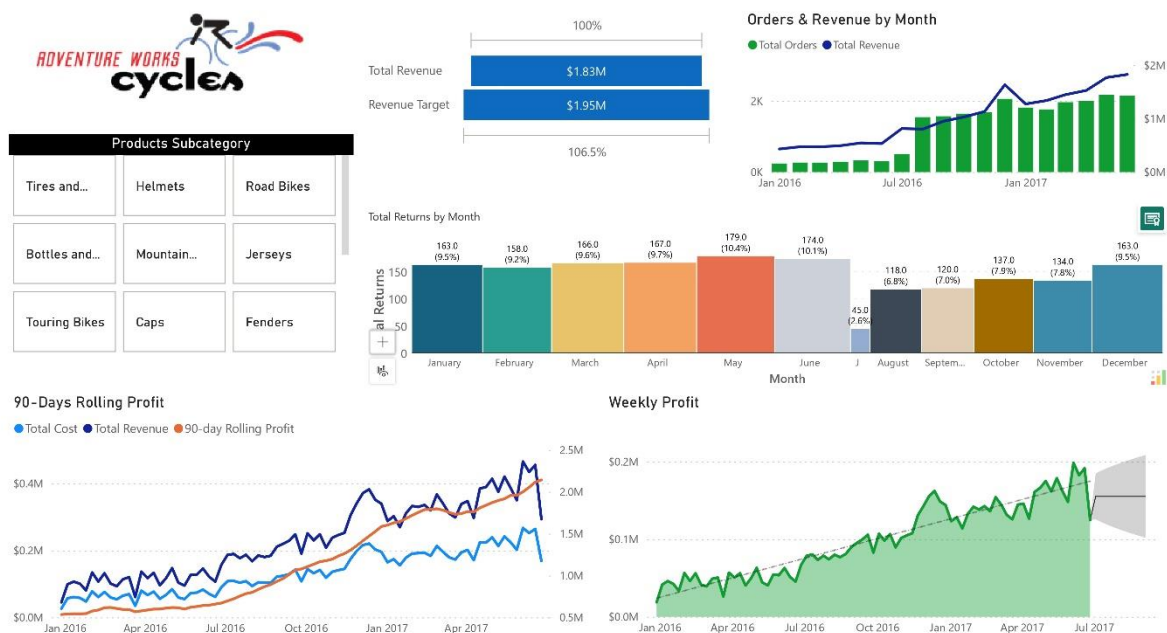 ADVENTURE WORKS
cycles
100%
Total Revenue
$1.83M
Revenue Target
$1.95M
106.5%
Orders & Revenue by Month
Total Orders Total Revenue
$2M
2K
$1M
0K
$0M
Jan 2016 Jul 2016 Jan 2017
Products Subcategory
Tires and... Helmets Road Bikes
Bottles and... Mountain... Jerseys
Touring Bikes Caps Fenders
Total Returns by Month
163.0
(9.5%)
158.0
(9.2%)
166.0
(9.6%)
167.0
(9.7%)
179.0
(10.4%)
174.0
(10.1%)
45.0
(2.6%)
118.0
(6.8%)
120.0
(7.0%)
137.0
(7.9%)
134.0
(7.8%)
163.0
(9.5%)
150
100
50
0
al Returns
January February March April May June J August Septem... October November December
Month
90-Days Rolling Profit
Total Cost Total Revenue 90-day Rolling Profit
2.5M
$0.4M
2.0M
1.5M
$0.2M
1.0M
$0.0M
0.5M
Jan 2016 Apr 2016 Jul 2016 Oct 2016 Jan 2017 Apr 2017
Weekly Profit
$0.2M
$0.1M
$0.0M
Jan 2016 Apr 2016 Jul 2016 Oct 2016 Jan 2017 Apr 2017 Jul 2017